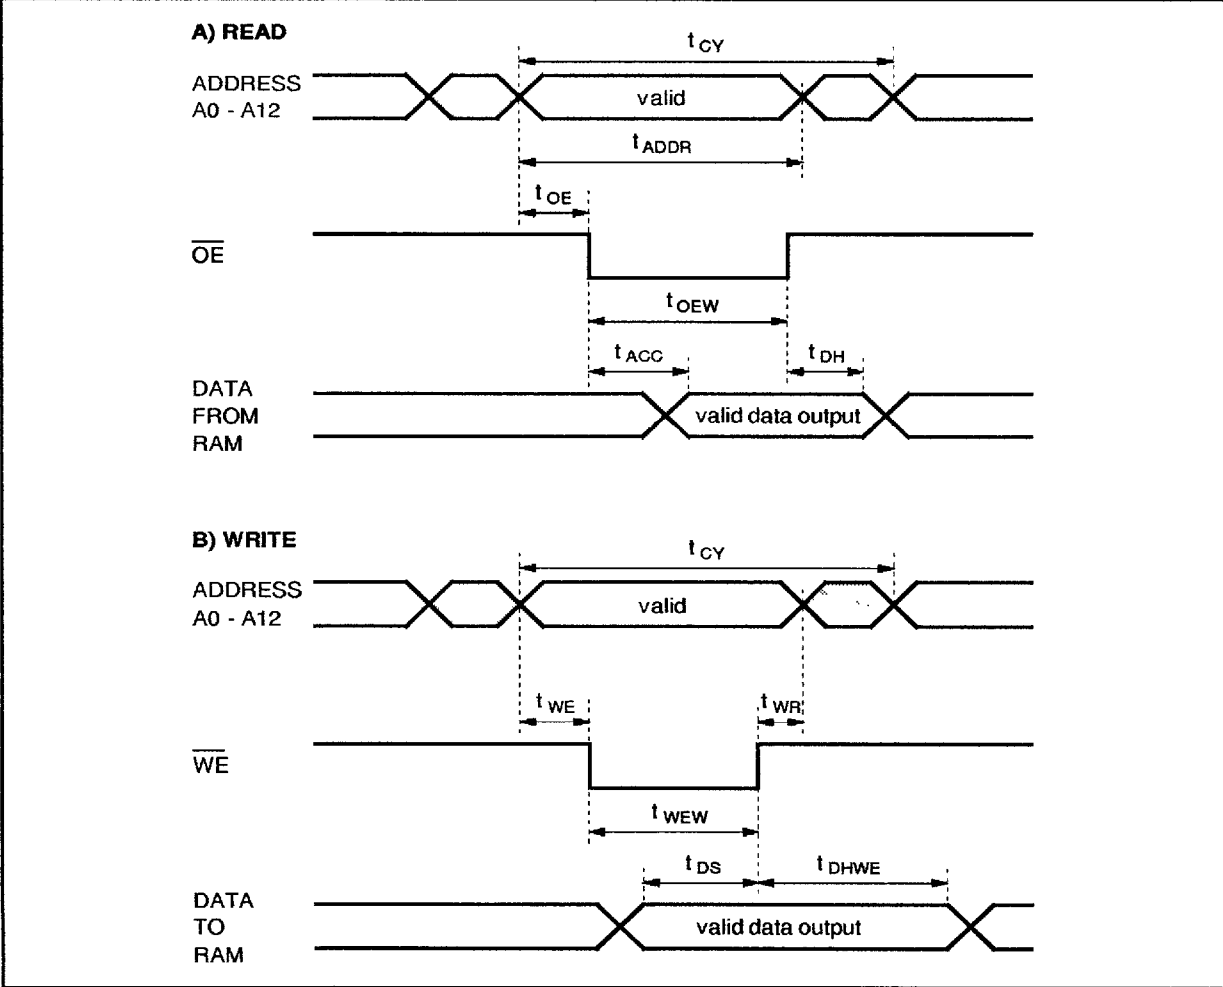 A) READ
t CY
ADDRESS
A0 - A12
valid
t ADDR
t OE
OE
t OEW
t ACC
t DH
DATA
FROM
RAM
valid data output
B) WRITE
t CY
ADDRESS
A0 - A12
valid
t WE
t WR
WE
t WEW
t DS
t DHWE
DATA
TO
RAM
valid data output